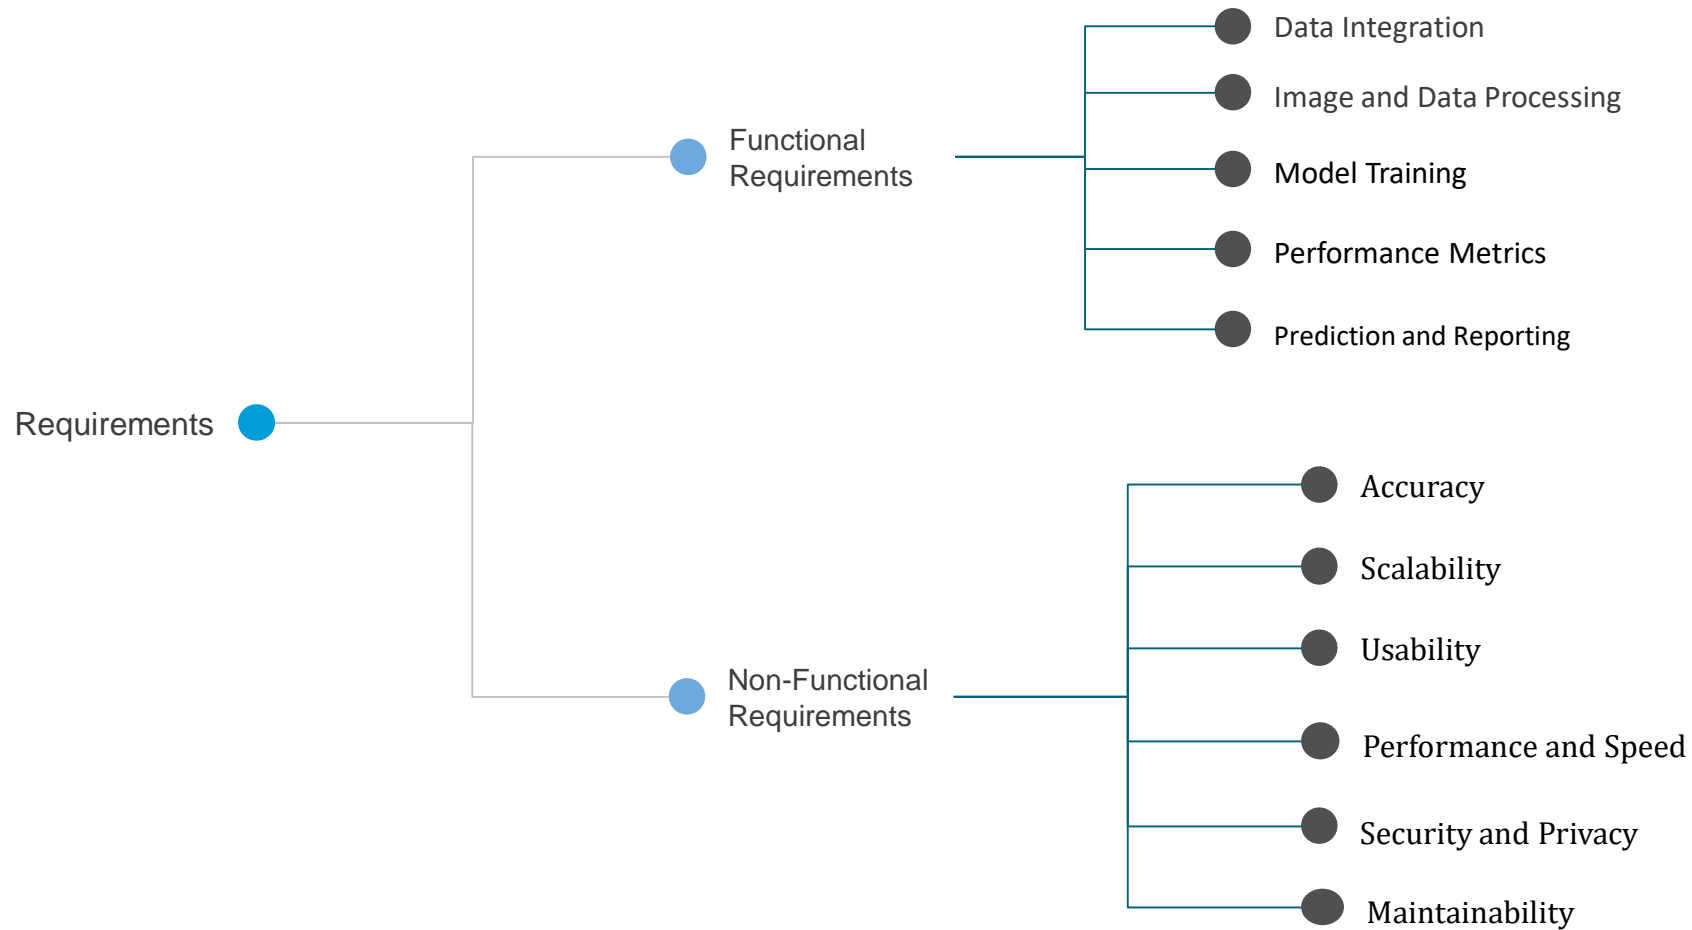 Requirements
Functional
Requirements
Data Integration
Image and Data Processing
Model Training
Performance Metrics
Prediction and Reporting
Non-Functional
Requirements
Accuracy
Scalability
Usability
Performance and Speed
Security and Privacy
Maintainability